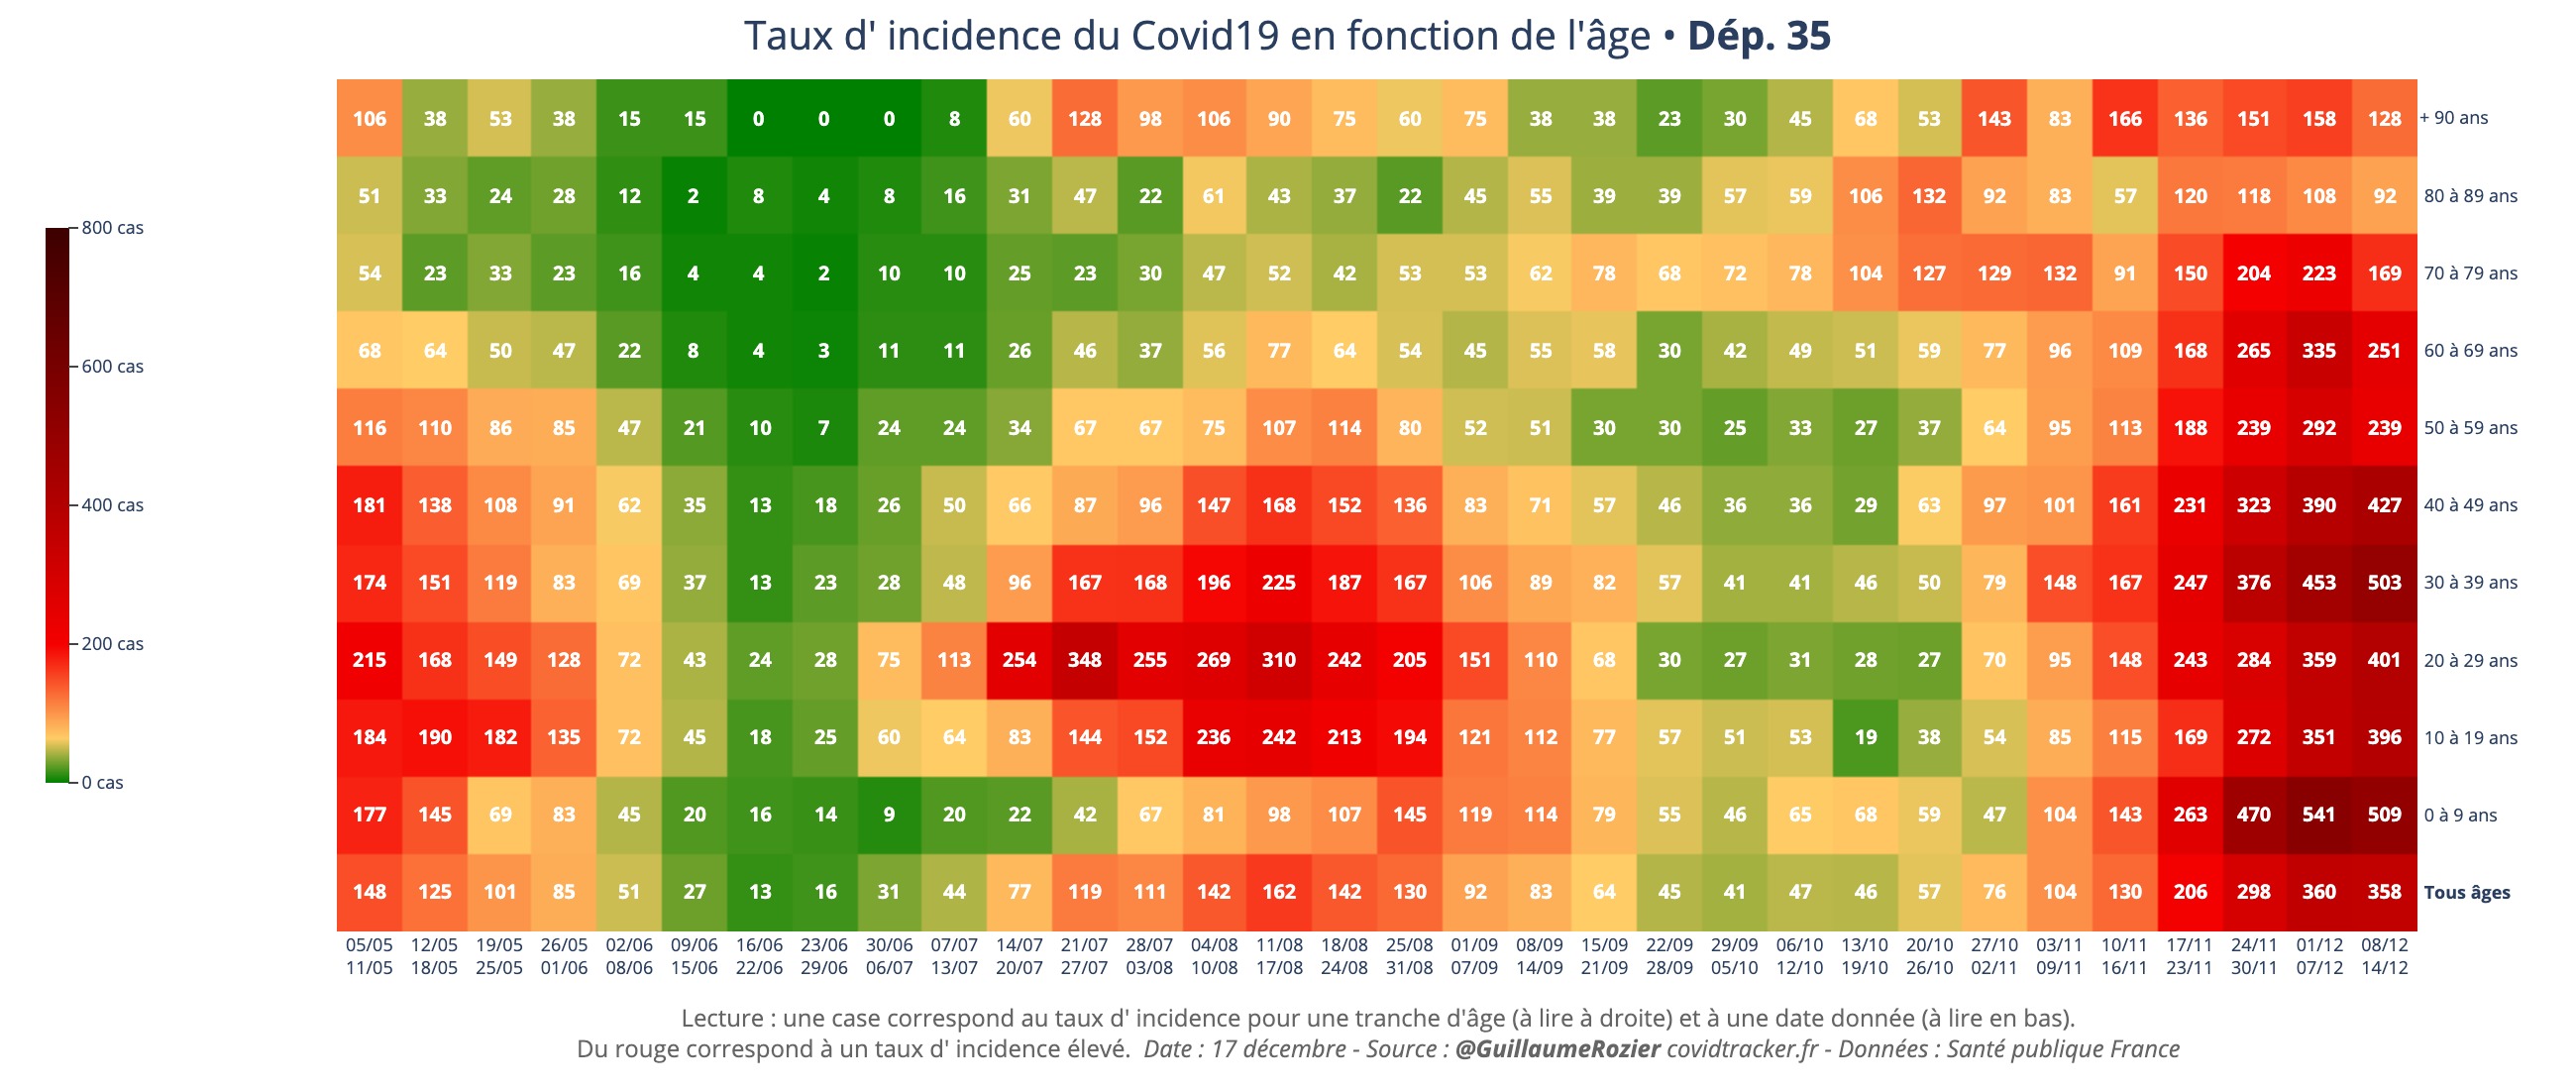 Taux d' incidence du Covid19 en fonction de l'âge • Dép. 35
800 cas
600 cas
400 cas
200 cas
0 cas
106 38 53 38 15 15 0 0 0 8 60 128 98 106 90 75 60 75 38 38 23 30 45 68 53 143 83 166 136 151 158 128 + 90 ans
51 33 24 28 12 2 8 4 8 16 31 47 22 61 43 37 22 45 55 39 39 57 59 106 132 92 83 57 120 118 108 92 80 à 89 ans
54 23 33 23 16 4 4 2 10 10 25 23 30 47 52 42 53 53 62 78 68 72 78 104 127 129 132 91 150 204 223 169 70 à 79 ans
68 64 50 47 22 8 4 3 11 11 26 46 37 56 77 64 54 45 55 58 30 42 49 51 59 77 96 109 168 265 335 251 60 à 69 ans
116 110 86 85 47 21 10 7 24 24 34 67 67 75 107 114 80 52 51 30 30 25 33 27 37 64 95 113 188 239 292 239 50 à 59 ans
181 138 108 91 62 35 13 18 26 50 66 87 96 147 168 152 136 83 71 57 46 36 36 29 63 97 101 161 231 323 390 427 40 à 49 ans
174 151 119 83 69 37 13 23 28 48 96 167 168 196 225 187 167 106 89 82 57 41 41 46 50 79 148 167 247 376 453 503 30 à 39 ans
215 168 149 128 72 43 24 28 75 113 254 348 255 269 310 242 205 151 110 68 30 27 31 28 27 70 95 148 243 284 359 401 20 à 29 ans
184 190 182 135 72 45 18 25 60 64 83 144 152 236 242 213 194 121 112 77 57 51 53 19 38 54 85 115 169 272 351 396 10 à 19 ans
177 145 69 83 45 20 16 14 9 20 22 42 67 81 98 107 145 119 114 79 55 46 65 68 59 47 104 143 263 470 541 509 0 à 9 ans
148 125 101 85 51 27 13 16 31 44 77 119 111 142 162 142 130 92 83 64 45 41 47 46 57 76 104 130 206 298 360 358 Tous âges
05/05 12/05 19/05 26/05 02/06 09/06 16/06 23/06 30/06 07/07 14/07 21/07 28/07 04/08 11/08 18/08 25/08 01/09 08/09 15/09 22/09 29/09 06/10 13/10 20/10 27/10 03/11 10/11 17/11 24/11 01/12 08/12
11/05 18/05 25/05 01/06 08/06 15/06 22/06 29/06 06/07 13/07 20/07 27/07 03/08 10/08 17/08 24/08 31/08 07/09 14/09 21/09 28/09 05/10 12/10 19/10 26/10 02/11 09/11 16/11 23/11 30/11 07/12 14/12
Lecture : une case correspond au taux d' incidence pour une tranche d'âge (à lire à droite) et à une date donnée (à lire en bas).
Du rouge correspond à un taux d' incidence élevé. Date : 17 décembre - Source : @GuillaumeRozier covidtracker.fr - Données : Santé publique France